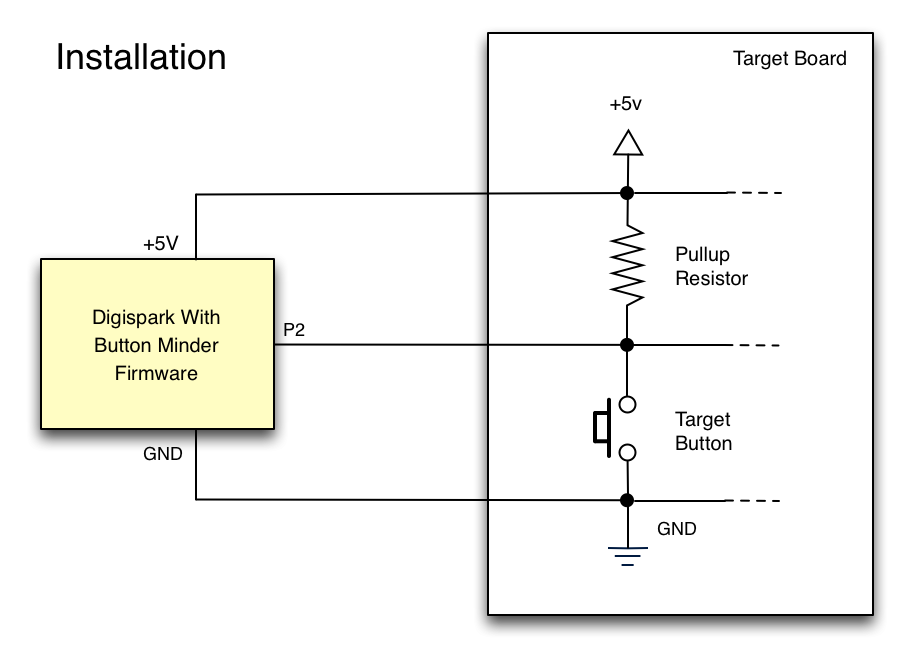 Installation
Target Board
+5v
+5V
Pullup
Resistor
Digispark With
Button Minder
Firmware
P2
Target
Button
GND
GND